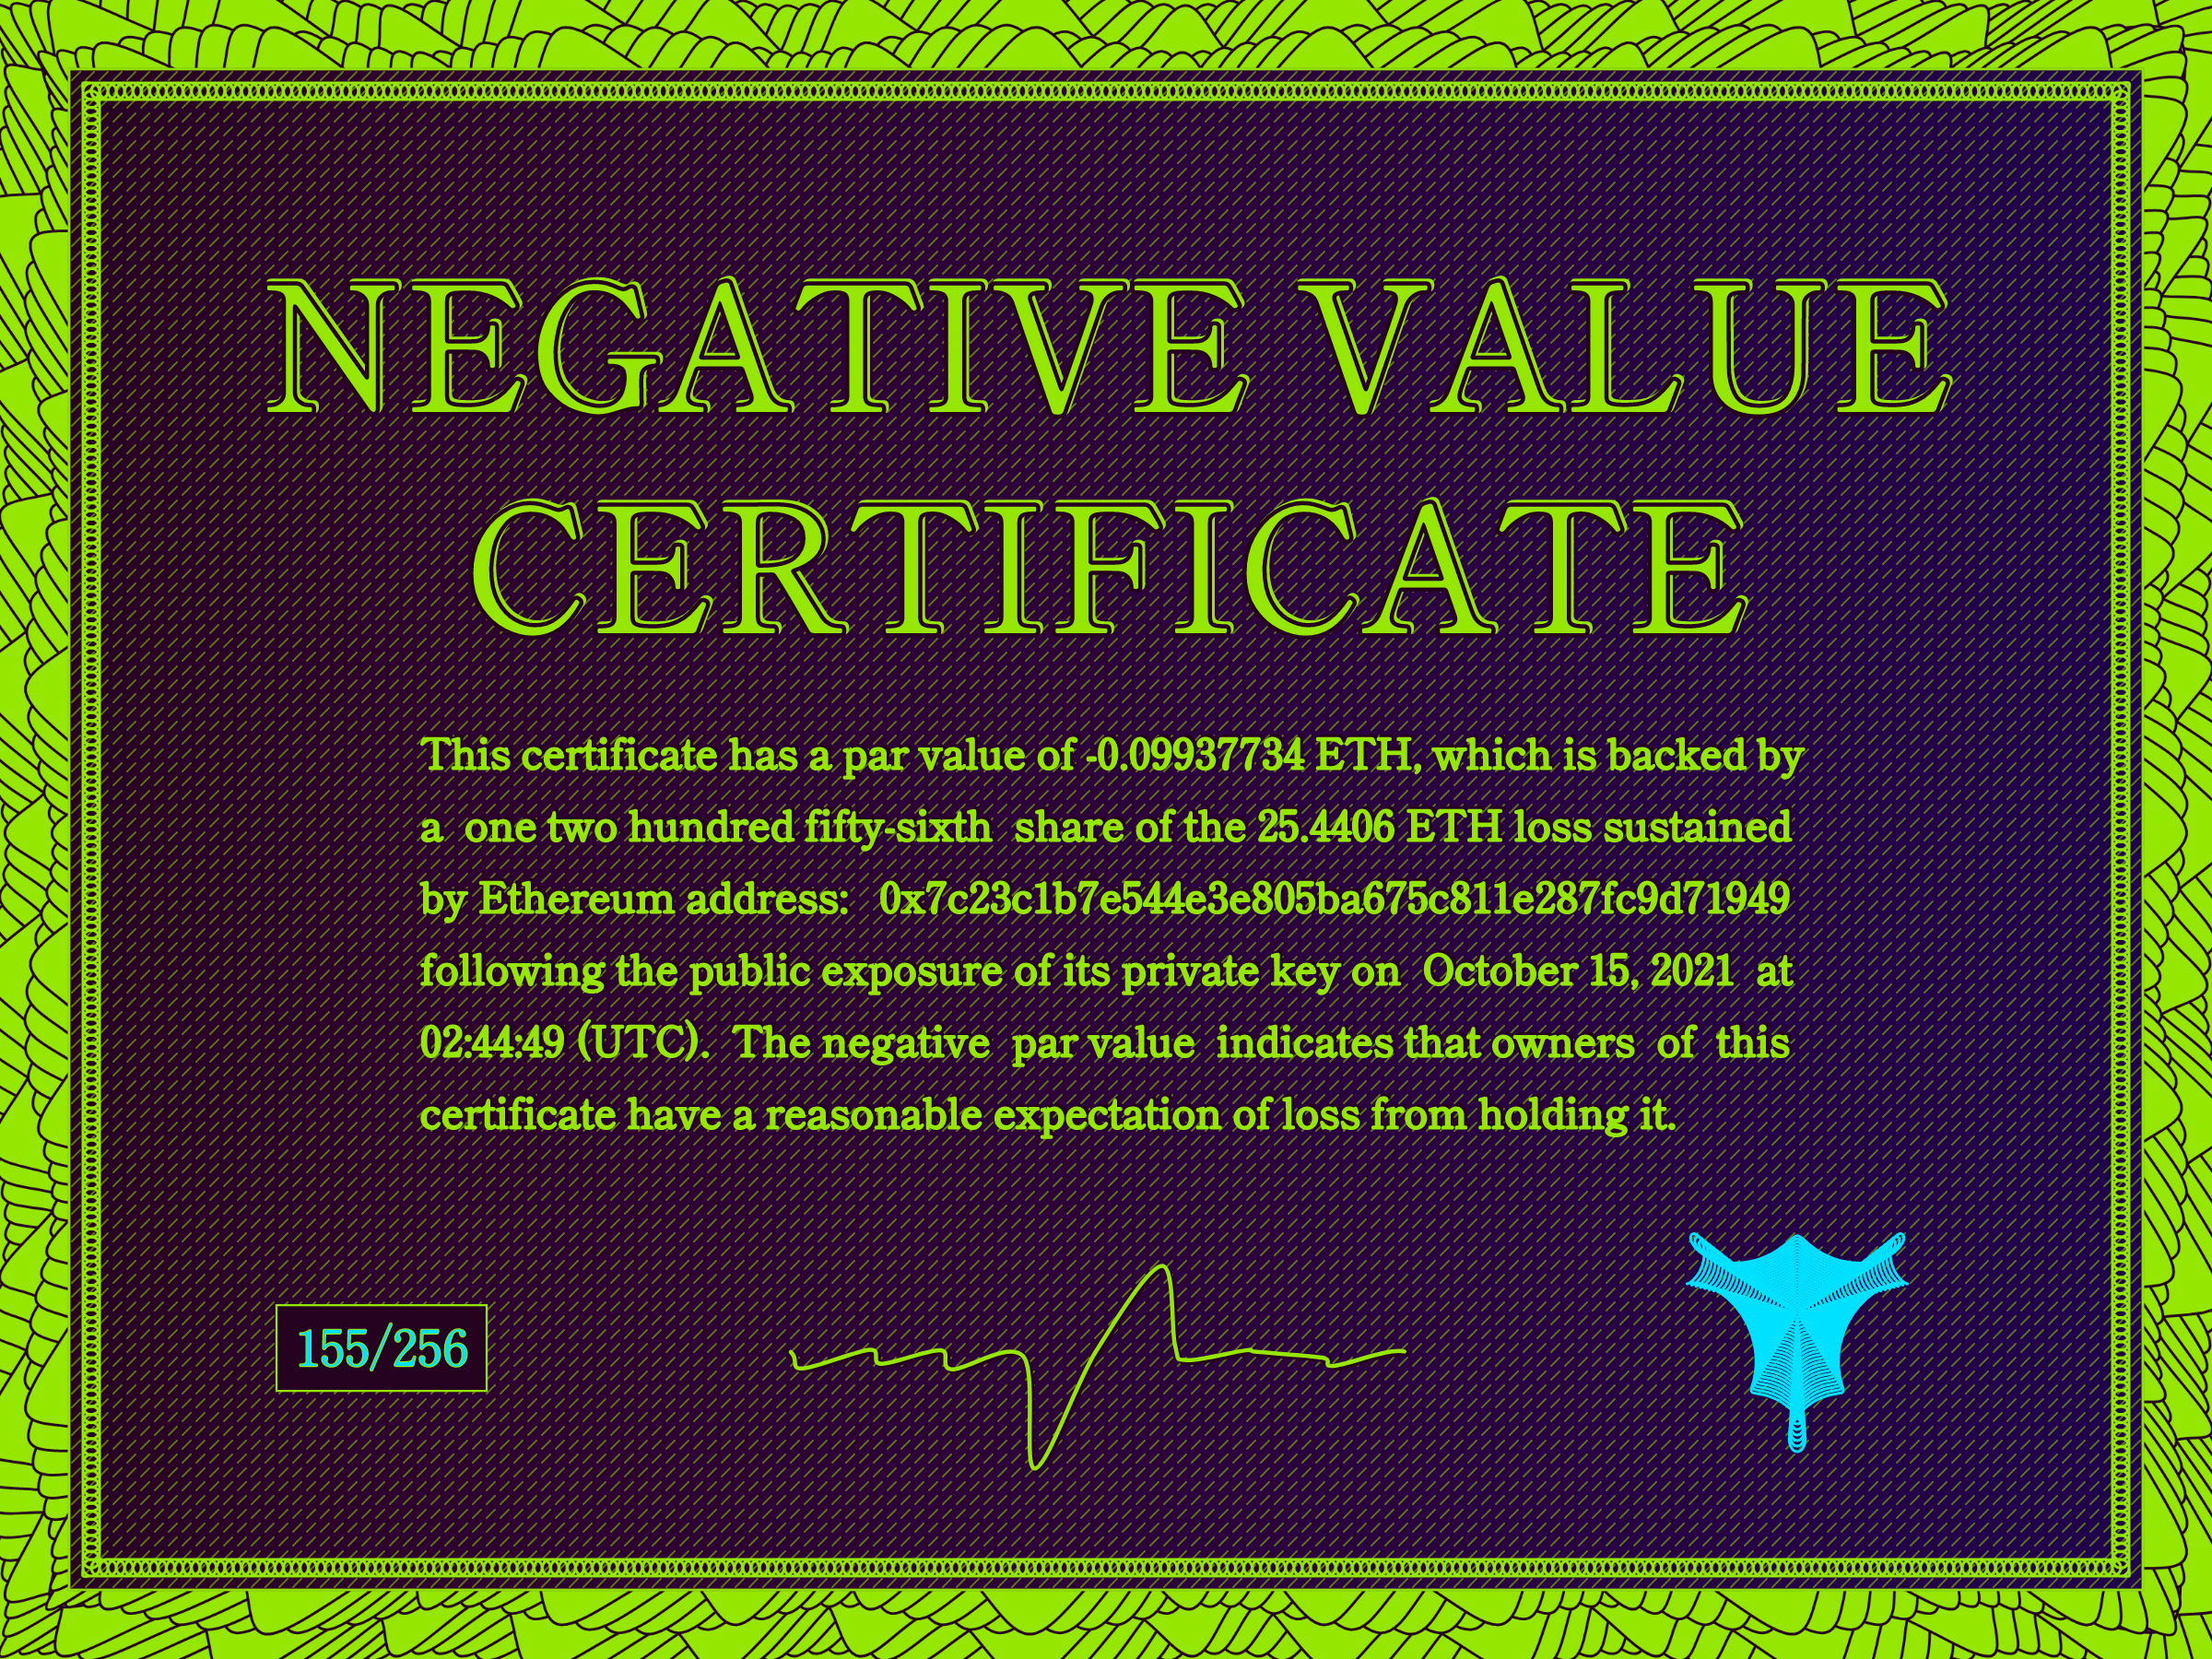 NEGATIVE VALUE
CERTIFICATE
This certificate has a par value of -0.09937734 ETH, which is backed by
a one two hundred fifty-sixth share of the 25.4406 ETH loss sustained
by Ethereum address: 0x7c23c1b7e544e3e805ba675c811e287fc9d71949
following the public exposure of its private key on October 15, 2021 at
02:44:49 (UTC). The negative par value indicates that owners of this
certificate have a reasonable expectation of loss from holding it.
155/256